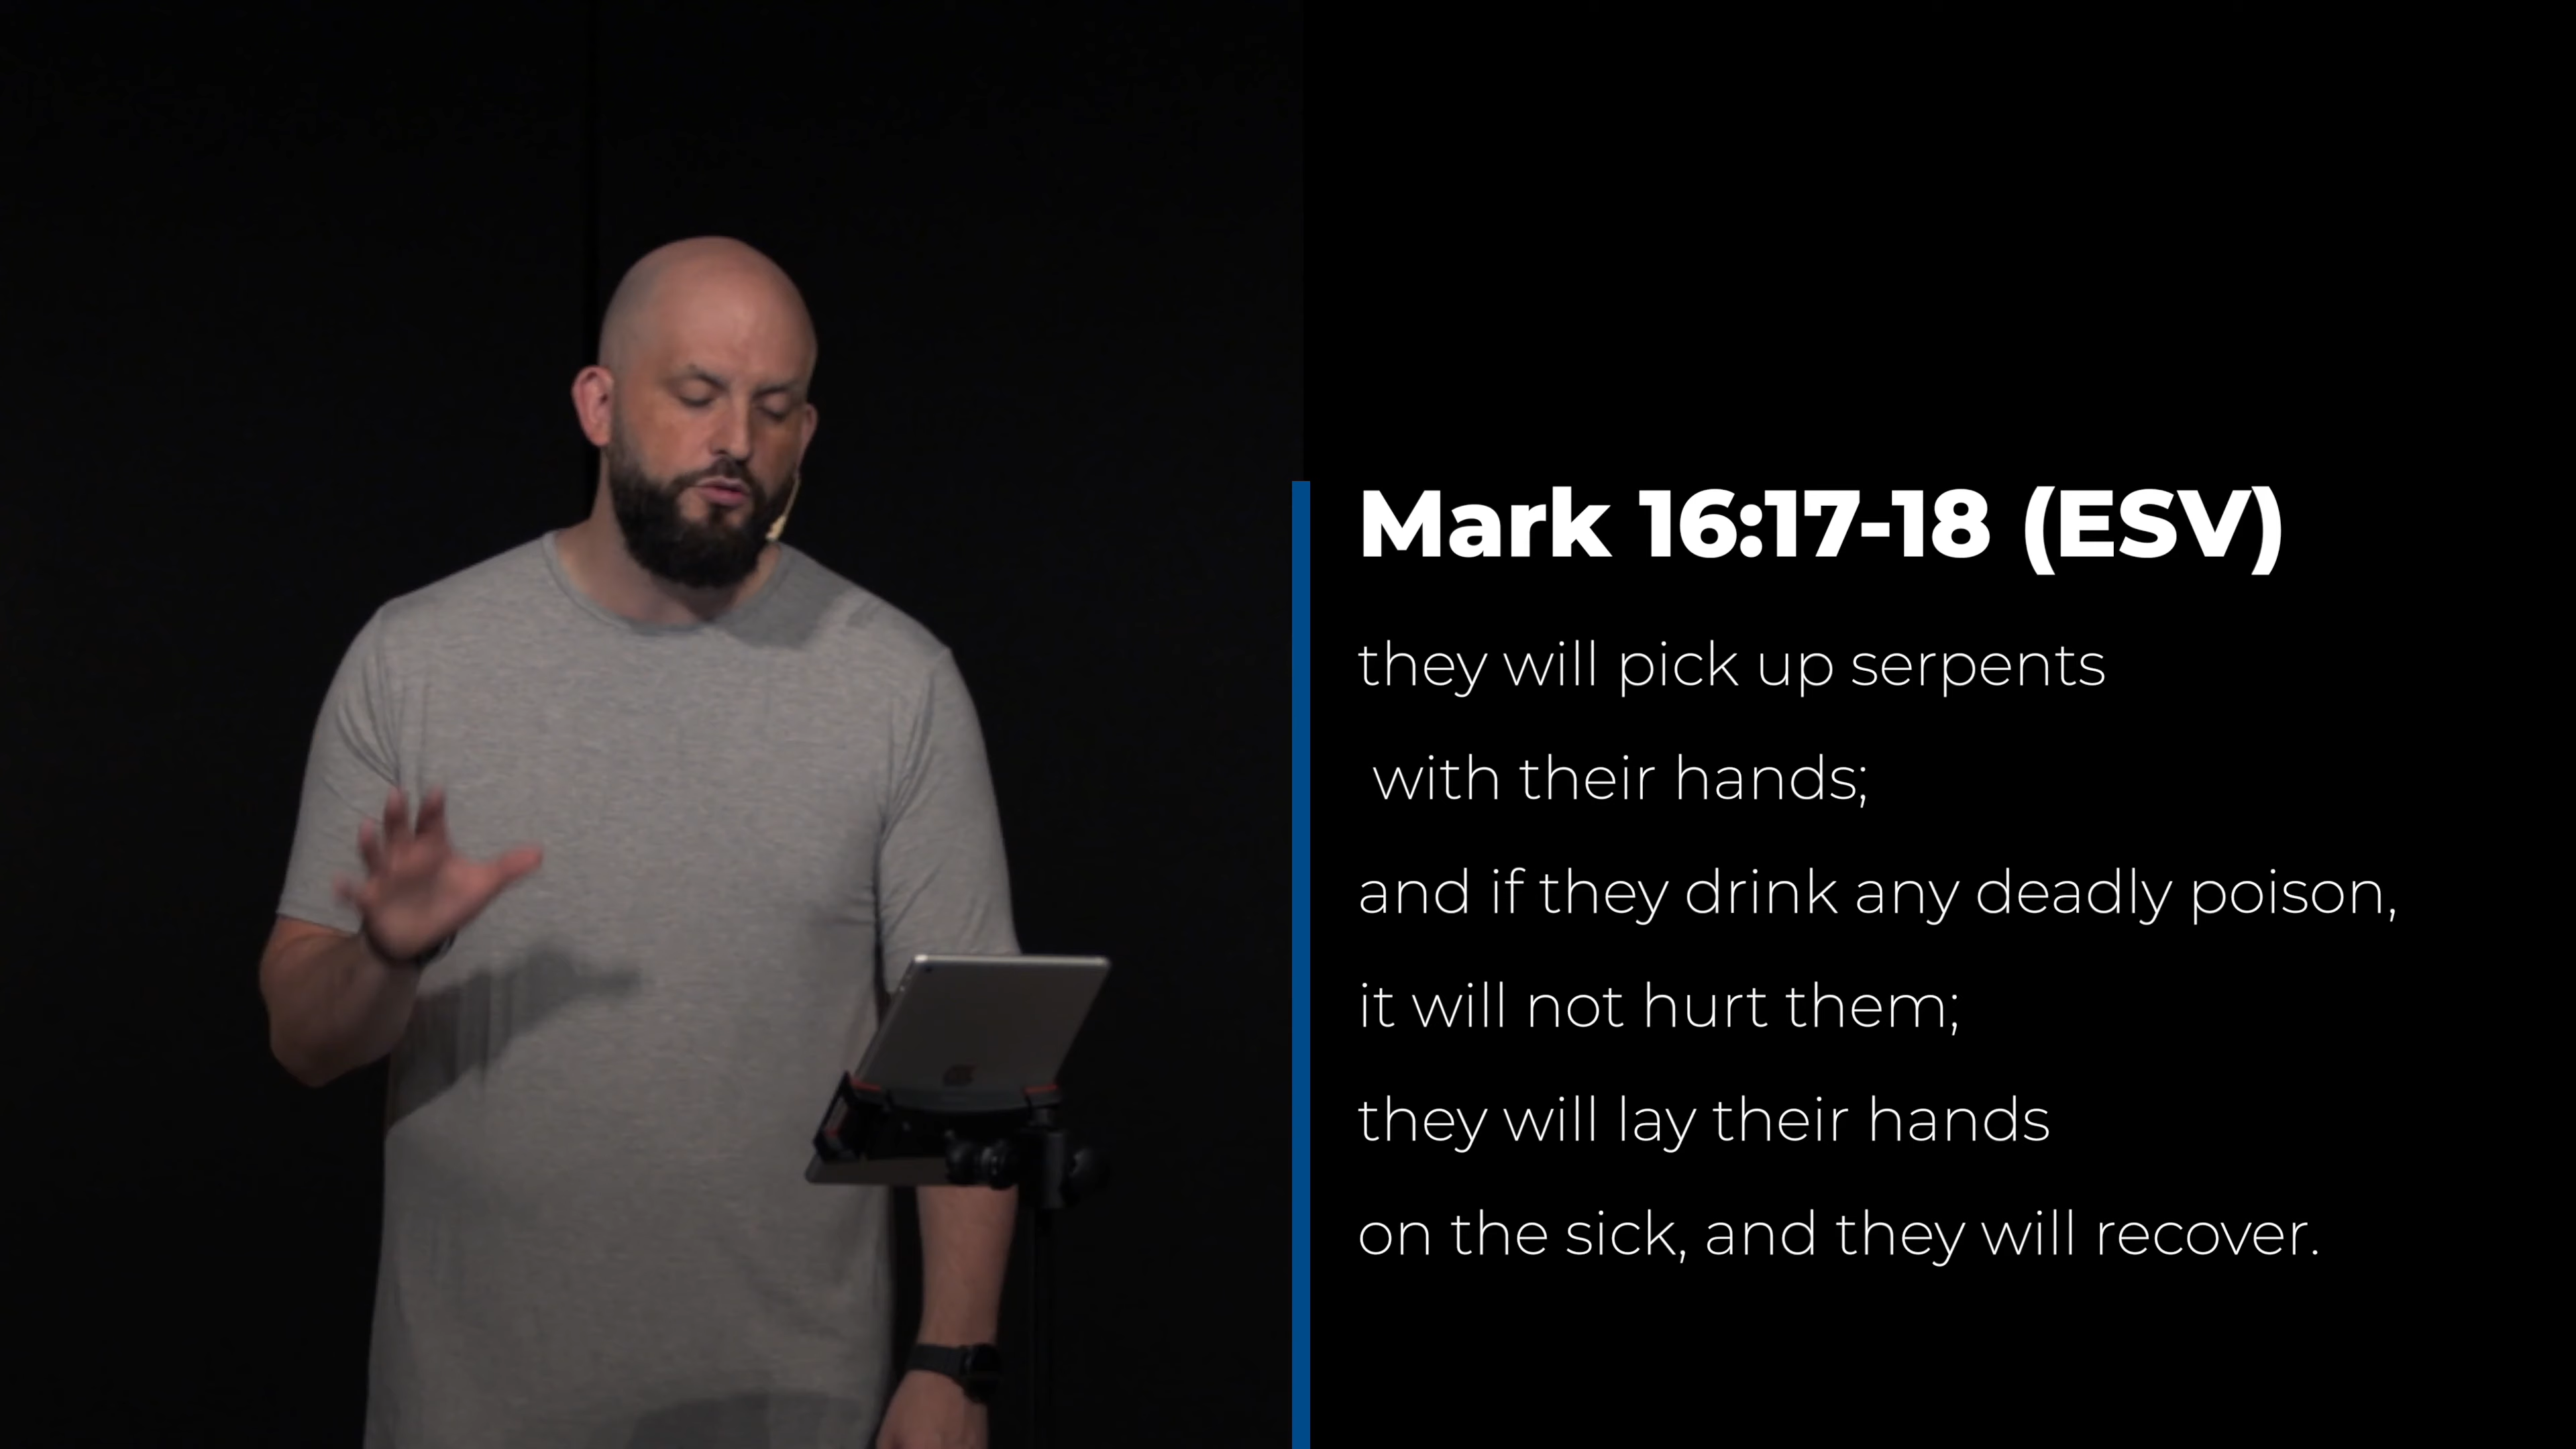 Mark 16:17-18 (ESV)
they will pick up serpents
with their hands;
and if they drink any deadly poison,
it will not hurt them;
they will lay their hands
on the sick, and they will recover.